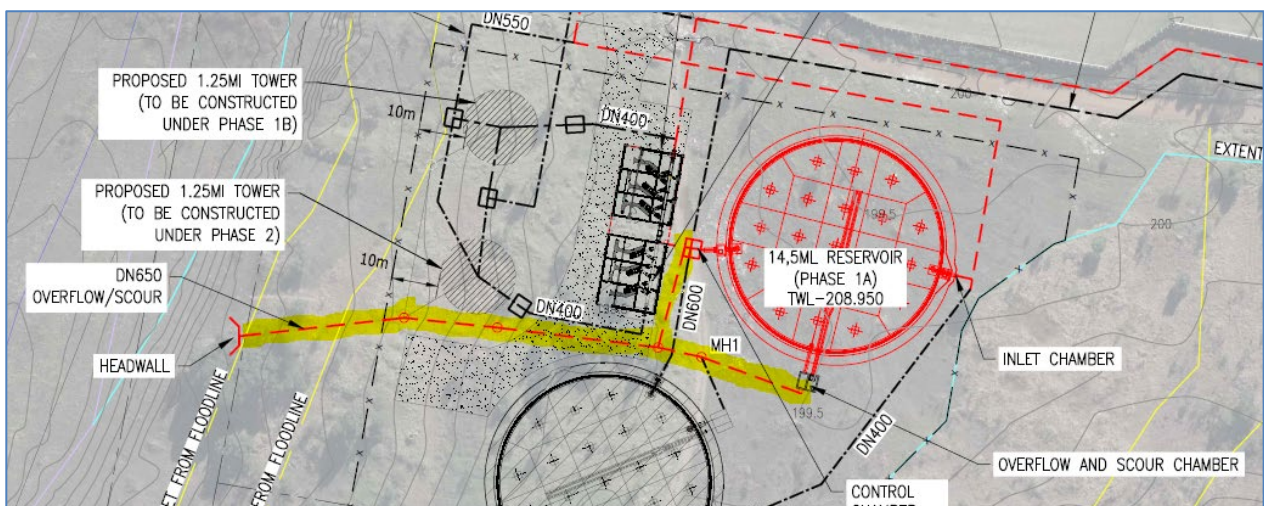 DN550
PROPOSED 1.25Ml TOWER
(TO BE CONSTRUCTED
UNDER PHASE 1B)
10m
DN400
PROPOSED 1.25Ml TOWER
(TO BE CONSTRUCTED
UNDER PHASE 2)
10m
DN650
OVERFLOW/SCOUR
HEADWALL
DN400
DN600
MH1
14,5ML RESERVOIR
(PHASE 1A)
TWL-208.950
199.5
200
200
EXTENT
INLET CHAMBER
199.5
DN400
OVERFLOW AND SCOUR CHAMBER
CONTROL
CHAMBER
ET FROM FLOODLINE
FROM FLOODLINE